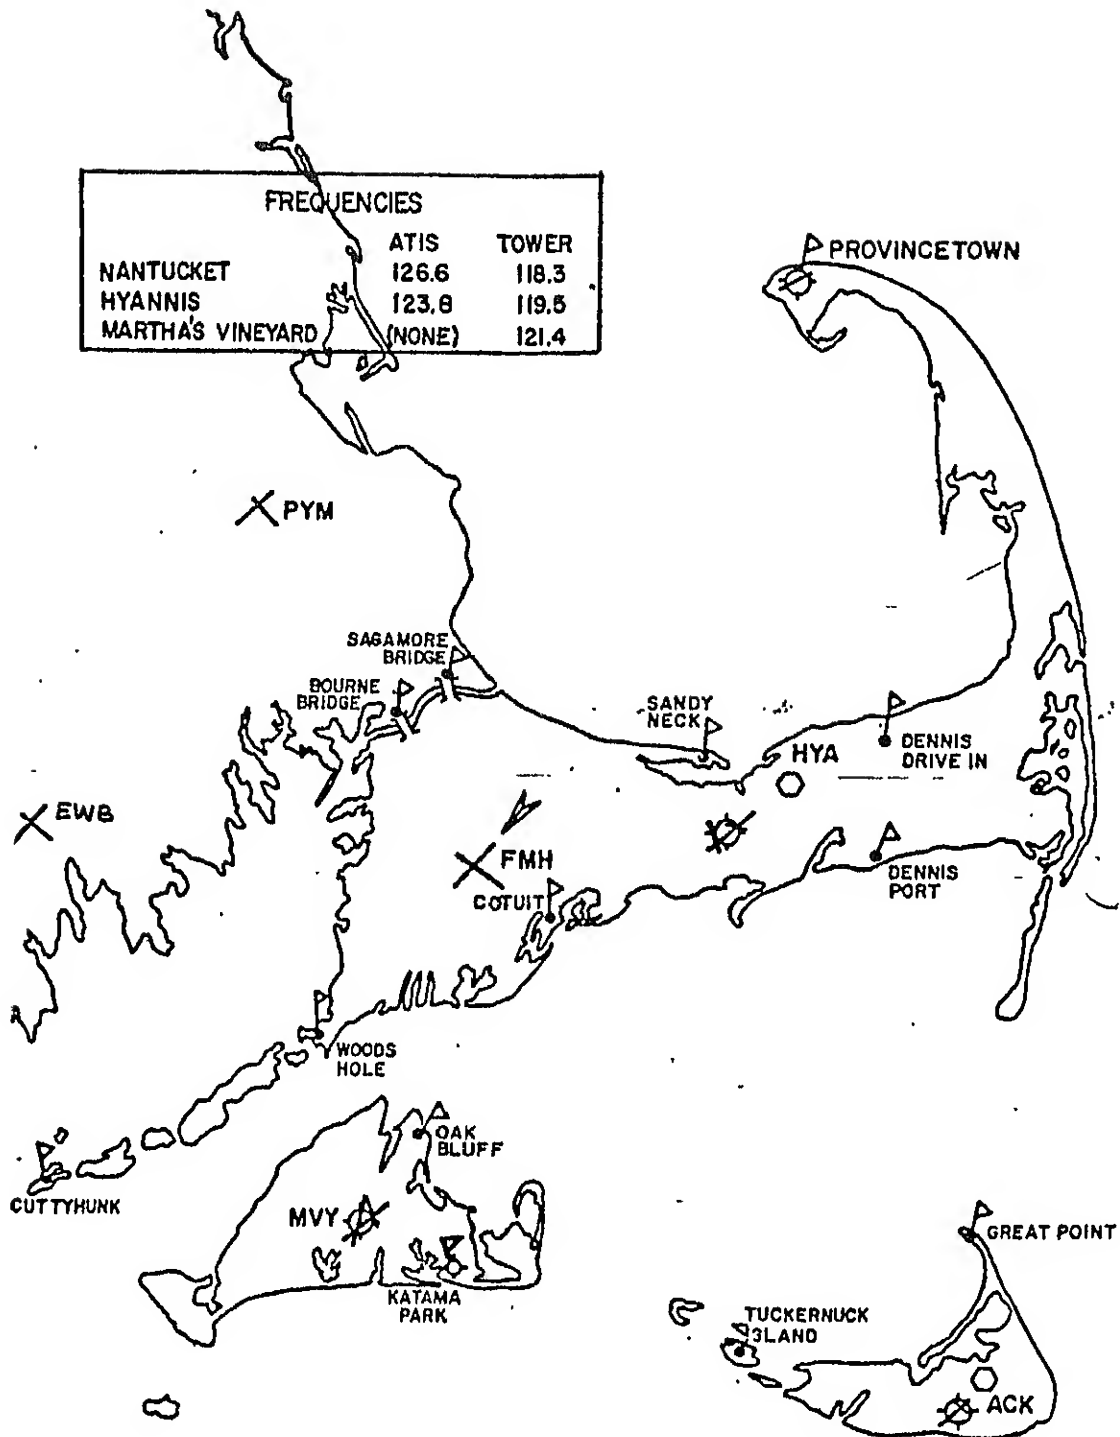 FREQUENCIES
ATIS TOWER
NANTUCKET 126.6 118.3
HYANNIS 123.8 119.5
MARTHA'S VINEYARD (NONE) 121.4
PROVINCETOWN
PYM
SAGAMORE
BRIDGE
BOURNE
BRIDGE
SANDY
NECK
HYA
DENNIS
DRIVE IN
EWB
FMH
COTUIT
DENNIS
PORT
WOODS
HOLE
OAK
BLUFF
CUTTYHUNK
MVY
KATAMA
PARK
GREAT POINT
TUCKERNUCK
ISLAND
ACK